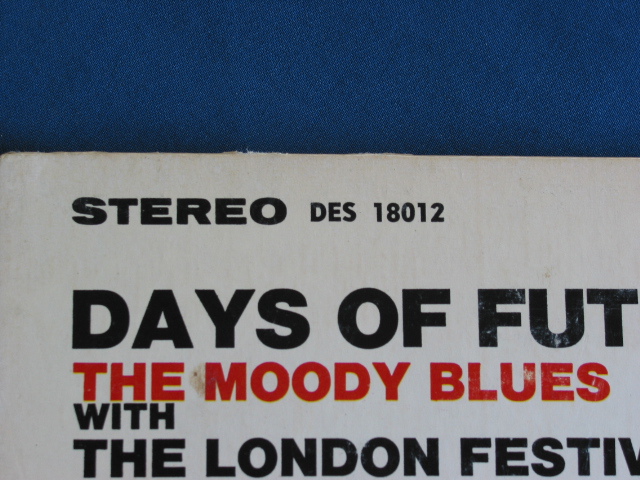 STEREO DES 18012
DAYS OF FUT
THE MOODY BLUES
WITH
THE LONDON FESTIV